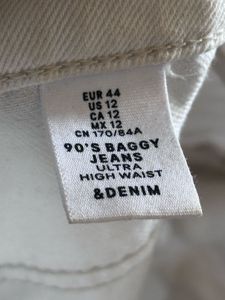 EUR 44
US 12
CA 12
MX 12
CN 170/84A
90'S BAGGY
JEANS
ULTRA
HIGH WAIST
&DENIM